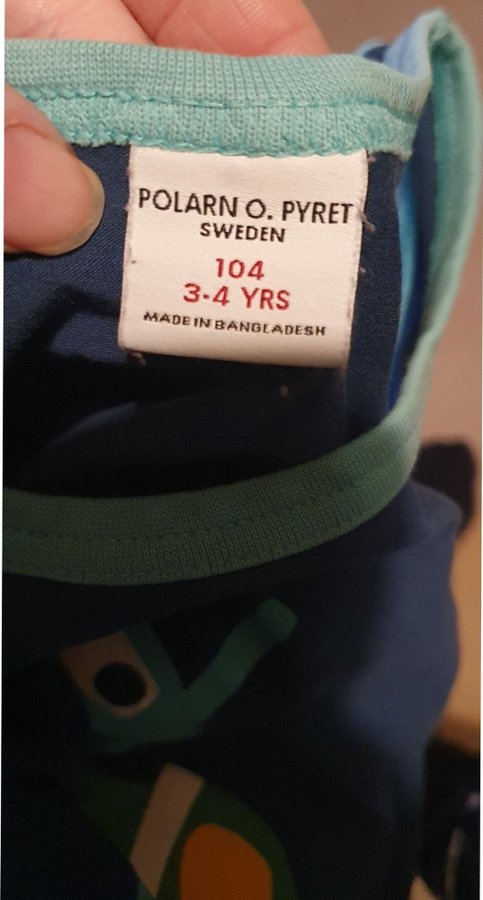 POLARN O. PYRET
SWEDEN
104
3-4 YRS
MADE IN BANGLADESH